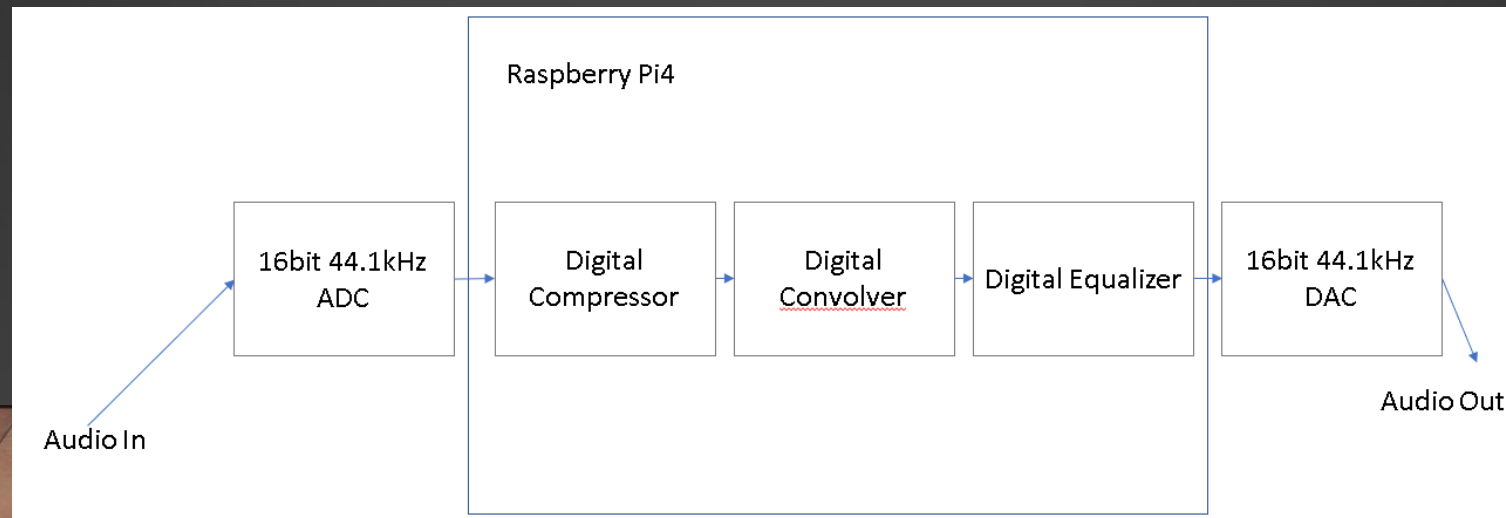 Raspberry Pi4
16bit 44.1kHz
ADC
Digital
Compressor
Digital
Convolver
Digital Equalizer
16bit 44.1kHz
DAC
Audio In
Audio Out